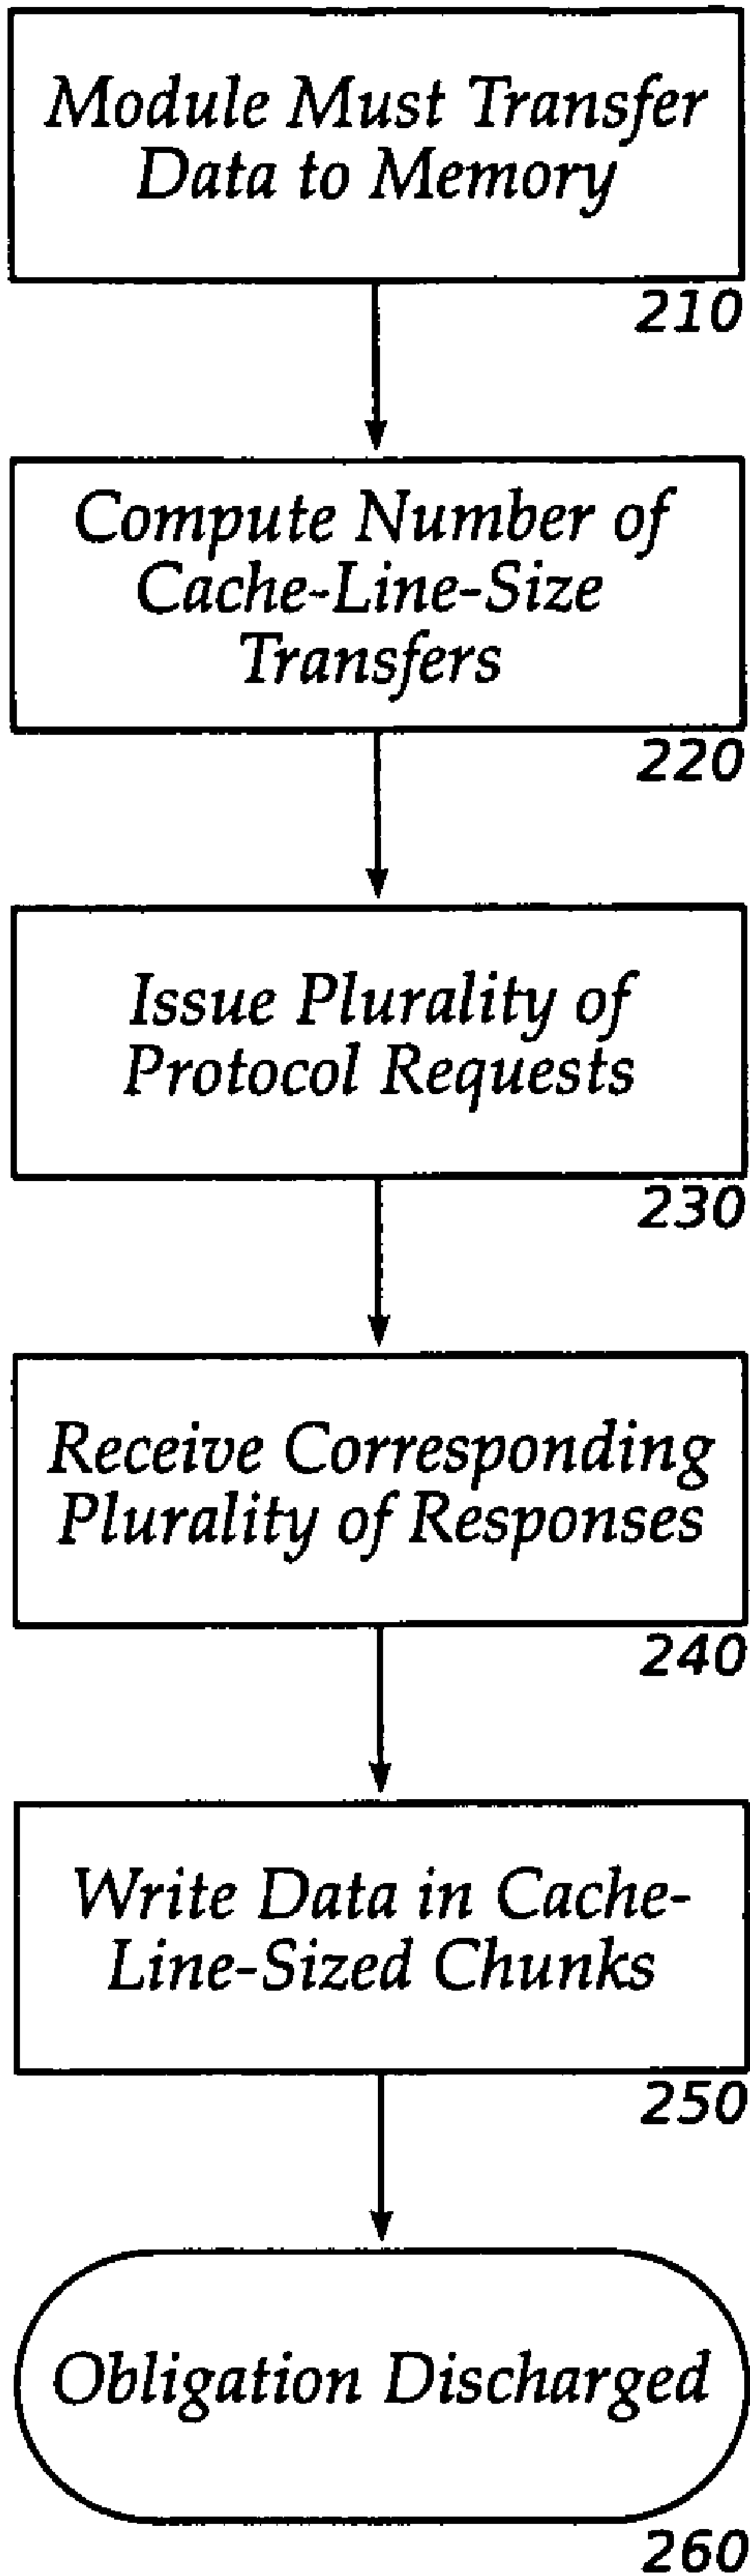 Module Must Transfer
Data to Memory
210
Compute Number of
Cache-Line-Size
Transfers
220
Issue Plurality of
Protocol Requests
230
Receive Corresponding
Plurality of Responses
240
Write Data in Cache-
Line-Sized Chunks
250
Obligation Discharged
260